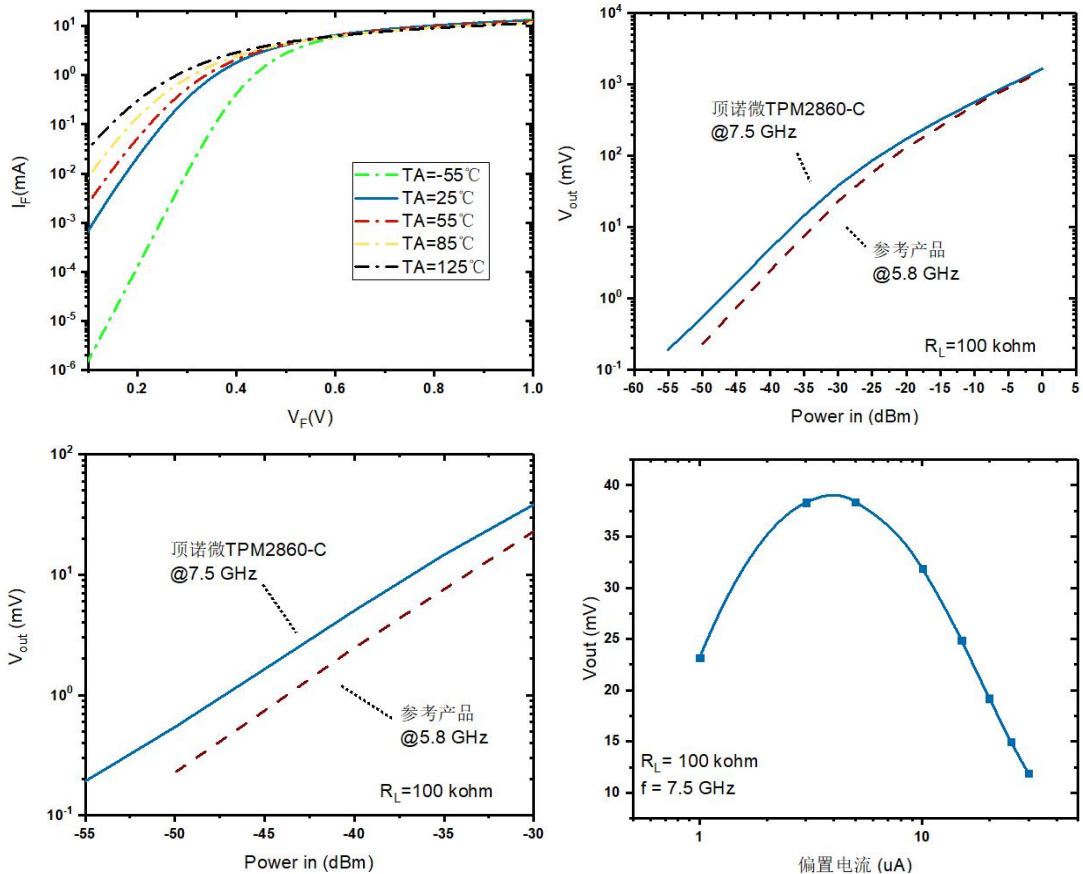 10²
10¹
10⁰
10⁻¹
10⁻²
10⁻³
10⁻⁴
10⁻⁵
10⁻⁶
I_F(mA)
TA=-55℃
TA=25℃
TA=55℃
TA=85℃
TA=125℃
0.2 0.4 0.6 0.8 1.0
V_F(V)
10⁴
10³
10²
10¹
10⁰
10⁻¹
V_out (mV)
顶诺微TPM2860-C
@7.5 GHz
参考产品
@5.8 GHz
R_L=100 kohm
-60 -55 -50 -45 -40 -35 -30 -25 -20 -15 -10 -5 0 5
Power in (dBm)
10²
10¹
10⁰
10⁻¹
V_out (mV)
顶诺微TPM2860-C
@7.5 GHz
参考产品
@5.8 GHz
R_L=100 kohm
-55 -50 -45 -40 -35 -30
Power in (dBm)
40
35
30
25
20
15
10
Vout (mV)
R_L= 100 kohm
f = 7.5 GHz
1 10
偏置电流 (uA)